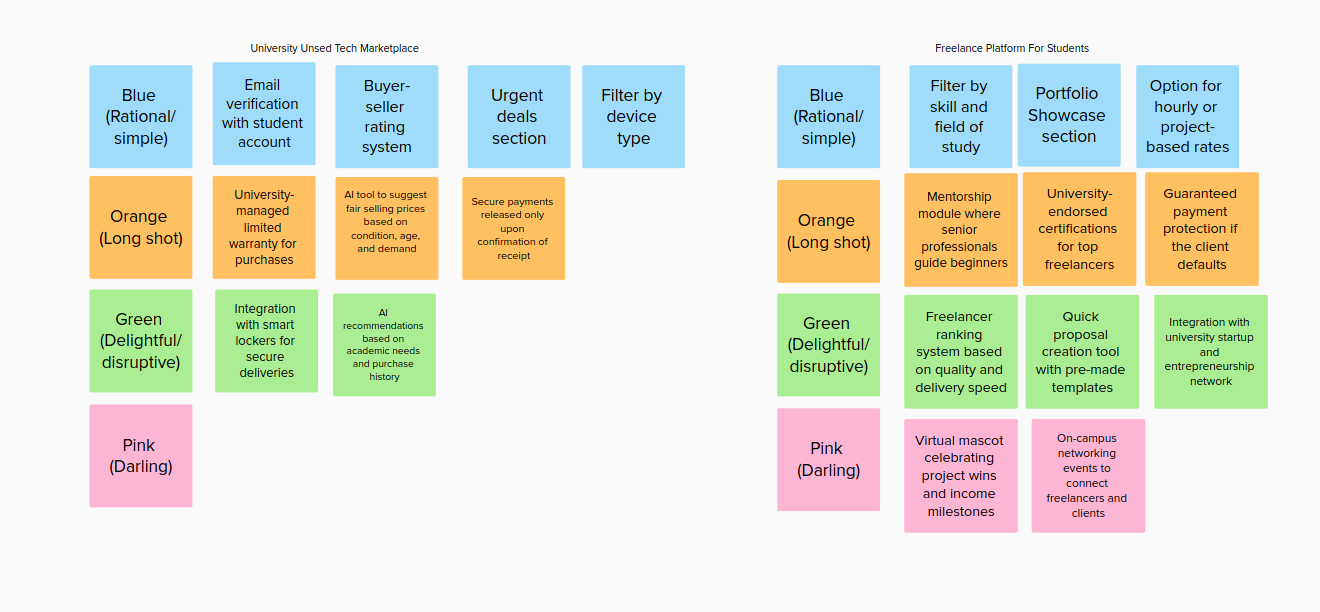 University Unsed Tech Marketplace
Blue
(Rational/
simple)
Email
verification
with student
account
Buyer-
seller
rating
system
Urgent
deals
section
Filter by
device
type
Orange
(Long shot)
University-
managed
limited
warranty for
purchases
AI tool to suggest
fair selling prices
based on
condition, age,
and demand
Secure payments
released only
upon
confirmation of
receipt
Green
(Delightful/
disruptive)
Integration
with smart
lockers for
secure
deliveries
AI
recommendations
based on
academic needs
and purchase
history
Pink
(Darling)
Freelance Platform For Students
Blue
(Rational/
simple)
Filter by
skill and
field of
study
Portfolio
Showcase
section
Option for
hourly or
project-
based rates
Orange
(Long shot)
Mentorship
module where
senior
professionals
guide beginners
University-
endorsed
certifications
for top
freelancers
Guaranteed
payment
protection if
the client
defaults
Green
(Delightful/
disruptive)
Freelancer
ranking
system based
on quality and
delivery speed
Quick
proposal
creation tool
with pre-made
templates
Integration with
university startup
and
entrepreneurship
network
Pink
(Darling)
Virtual mascot
celebrating
project wins
and income
milestones
On-campus
networking
events to
connect
freelancers and
clients